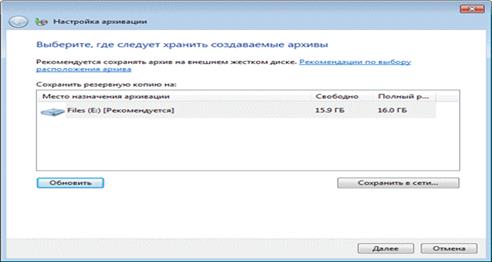 Настройка архивации
Выберите, где следует хранить создаваемые архивы
Рекомендуется сохранять архив на внешнем жестком диске. Рекомендации по выбору
расположения архива
Сохранить резервную копию на:
Место назначения архивации Свободно Полный р...
Files (E:) [Рекомендуется] 15.9 ГБ 16.0 ГБ
Обновить Сохранить в сети...
Далее Отмена